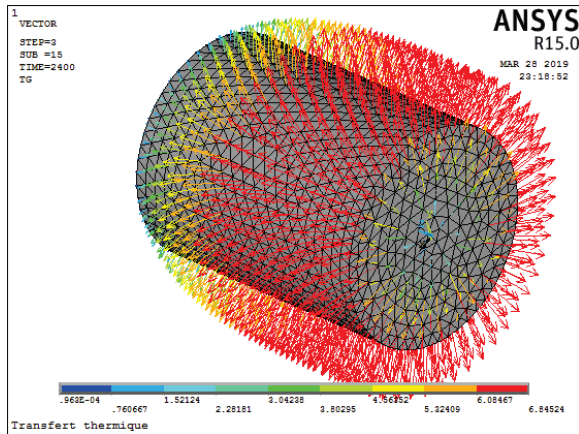 1
VECTOR
STEP=3
SUB =15
TIME=2400
TG
ANSYS
R15.0
MAR 28 2019
23:18:52
.963E-04
.760667
1.52124
2.28181
3.04238
3.80295
4.56352
5.32409
6.08467
6.84524
Transfert thermique